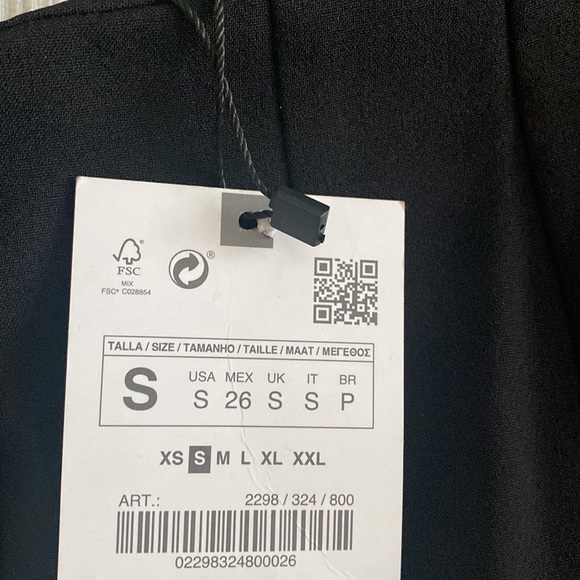 FSC
MIX
FSC® C028854
®
TALLA / SIZE / TAMANHO / TAILLE / MAAT / ΜΕΓΕΘΟΣ
S
USA MEX UK IT BR
S 26 S S P
XS S M L XL XXL
ART.: 2298 / 324 / 800
02298324800026